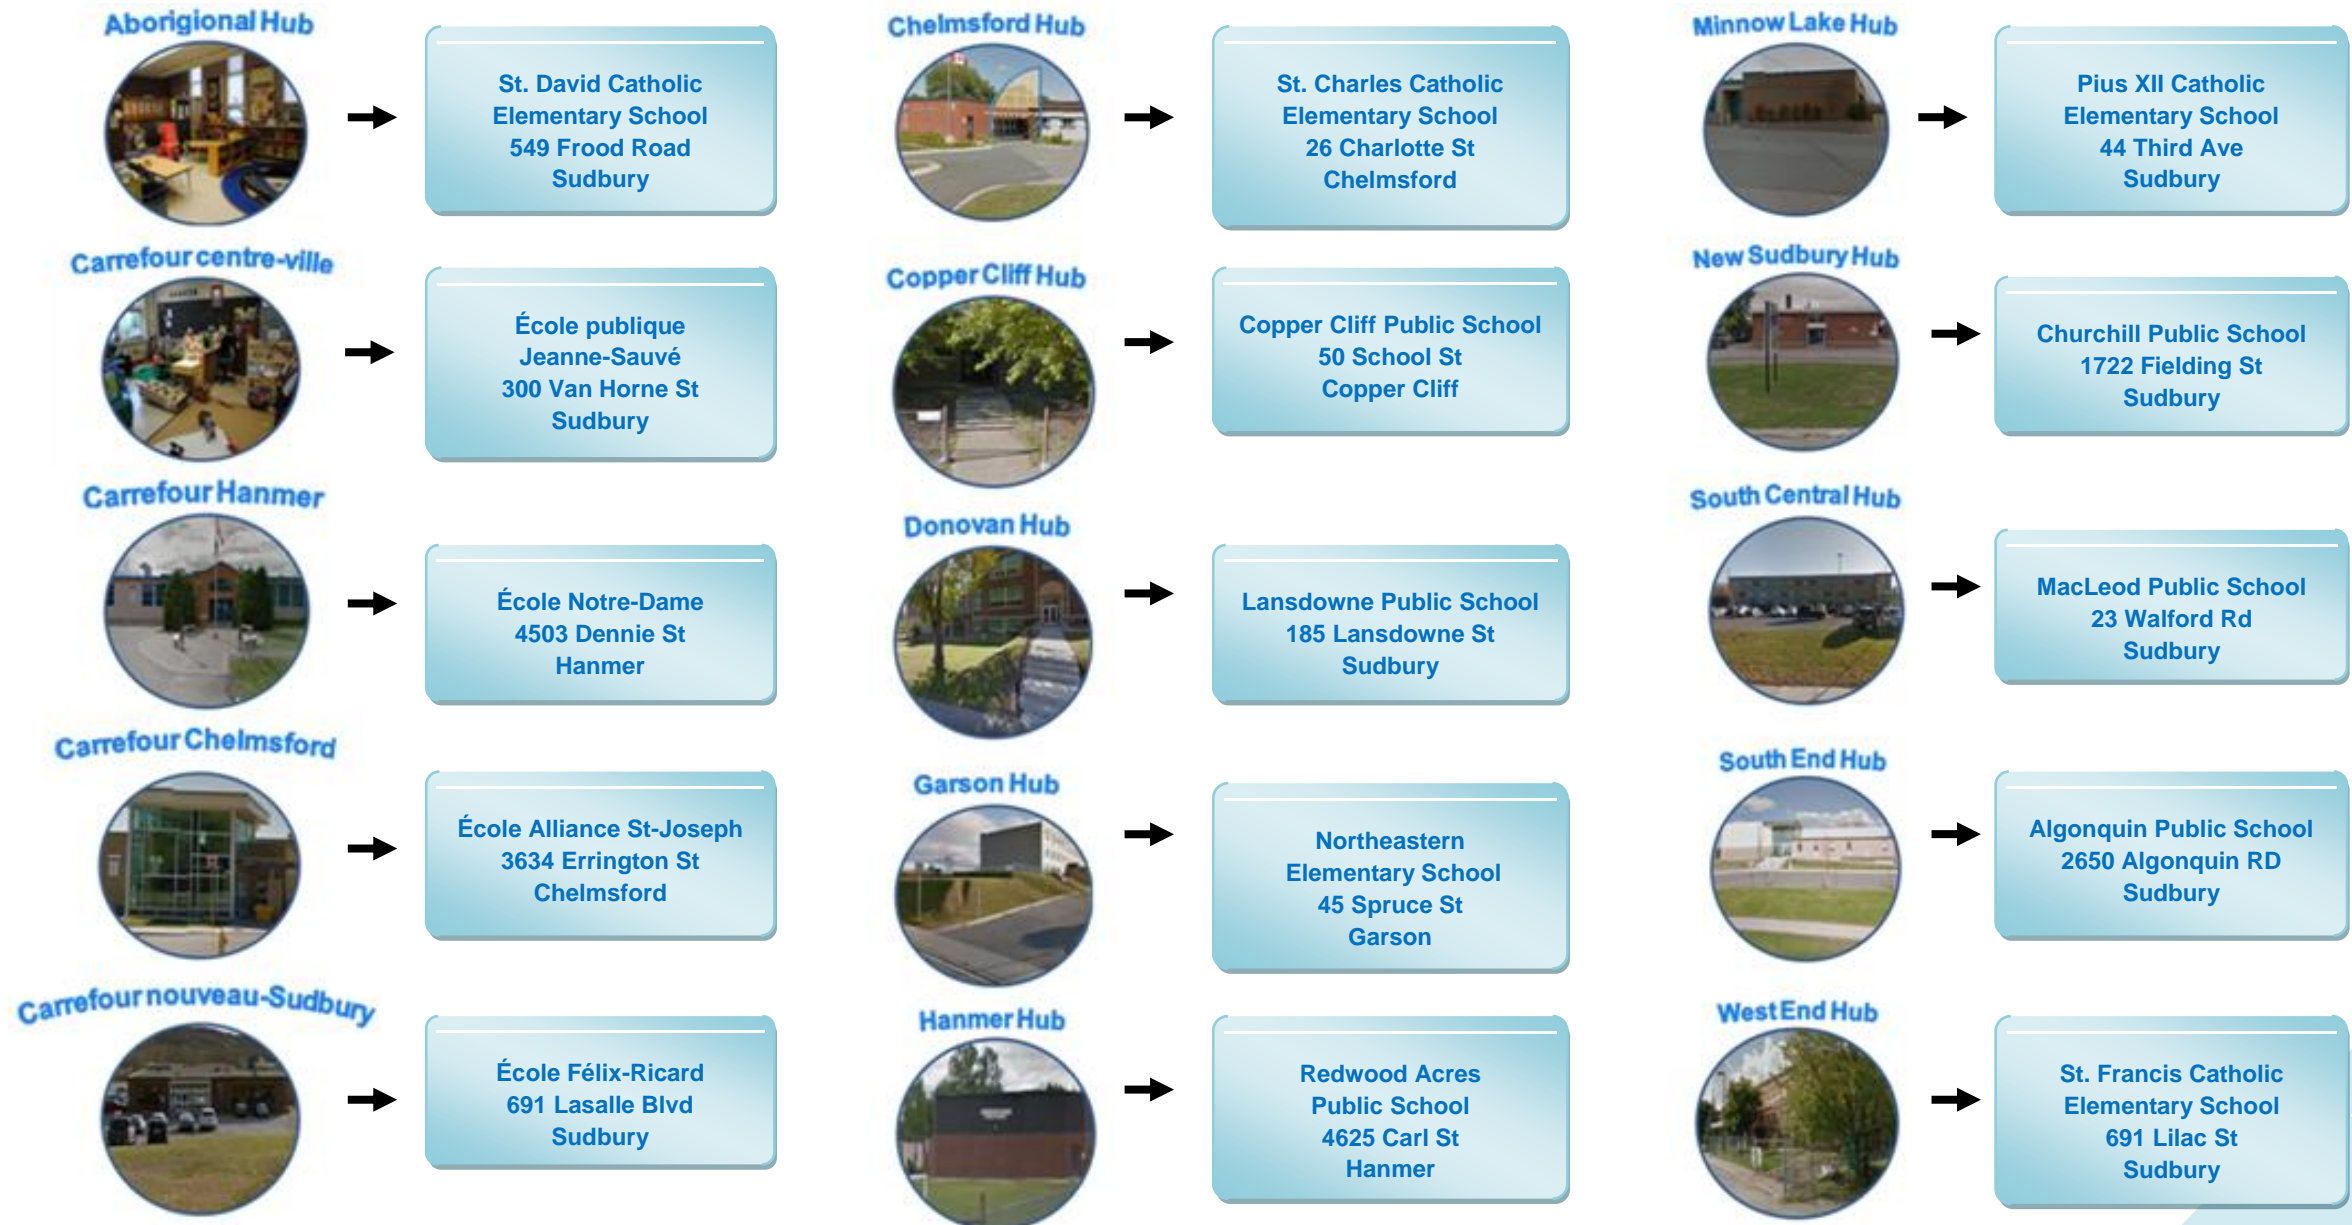 Aborigional Hub
St. David Catholic
Elementary School
549 Frood Road
Sudbury
Carrefour centre-ville
École publique
Jeanne-Sauvé
300 Van Horne St
Sudbury
Carrefour Hanmer
École Notre-Dame
4503 Dennie St
Hanmer
Carrefour Chelmsford
École Alliance St-Joseph
3634 Errington St
Chelmsford
Carrefour nouveau-Sudbury
École Félix-Ricard
691 Lasalle Blvd
Sudbury
Chelmsford Hub
St. Charles Catholic
Elementary School
26 Charlotte St
Chelmsford
Copper Cliff Hub
Copper Cliff Public School
50 School St
Copper Cliff
Donovan Hub
Lansdowne Public School
185 Lansdowne St
Sudbury
Garson Hub
Northeastern
Elementary School
45 Spruce St
Garson
Hanmer Hub
Redwood Acres
Public School
4625 Carl St
Hanmer
Minnow Lake Hub
Pius XII Catholic
Elementary School
44 Third Ave
Sudbury
New Sudbury Hub
Churchill Public School
1722 Fielding St
Sudbury
South Central Hub
MacLeod Public School
23 Walford Rd
Sudbury
South End Hub
Algonquin Public School
2650 Algonquin RD
Sudbury
West End Hub
St. Francis Catholic
Elementary School
691 Lilac St
Sudbury